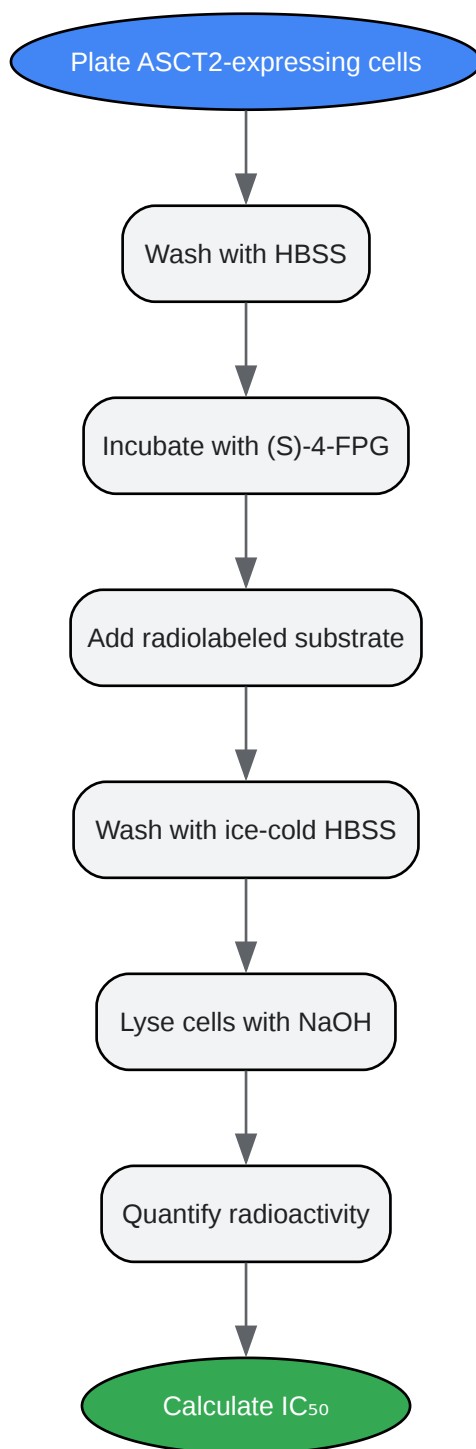 Plate ASCT2-expressing cells
Wash with HBSS
Incubate with (S)-4-FPG
Add radiolabeled substrate
Wash with ice-cold HBSS
Lyse cells with NaOH
Quantify radioactivity
Calculate IC₅₀